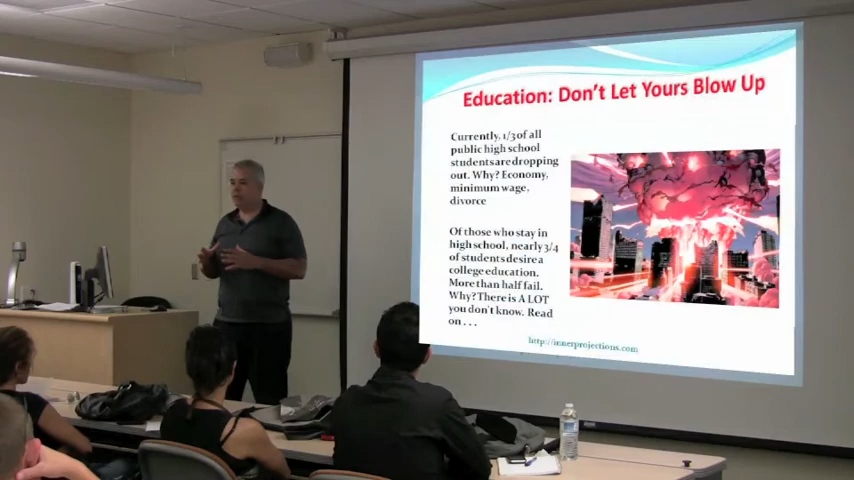 Education: Don't Let Yours Blow Up
Currently, 1/3 of all
public high school
students are dropping
out. Why? Economy,
minimum wage,
divorce
Of those who stay in
high school, nearly 3/4
of students desire a
college education.
More than half fail.
Why? There is A LOT
you don't know. Read
on . . .
http://innerprojections.com